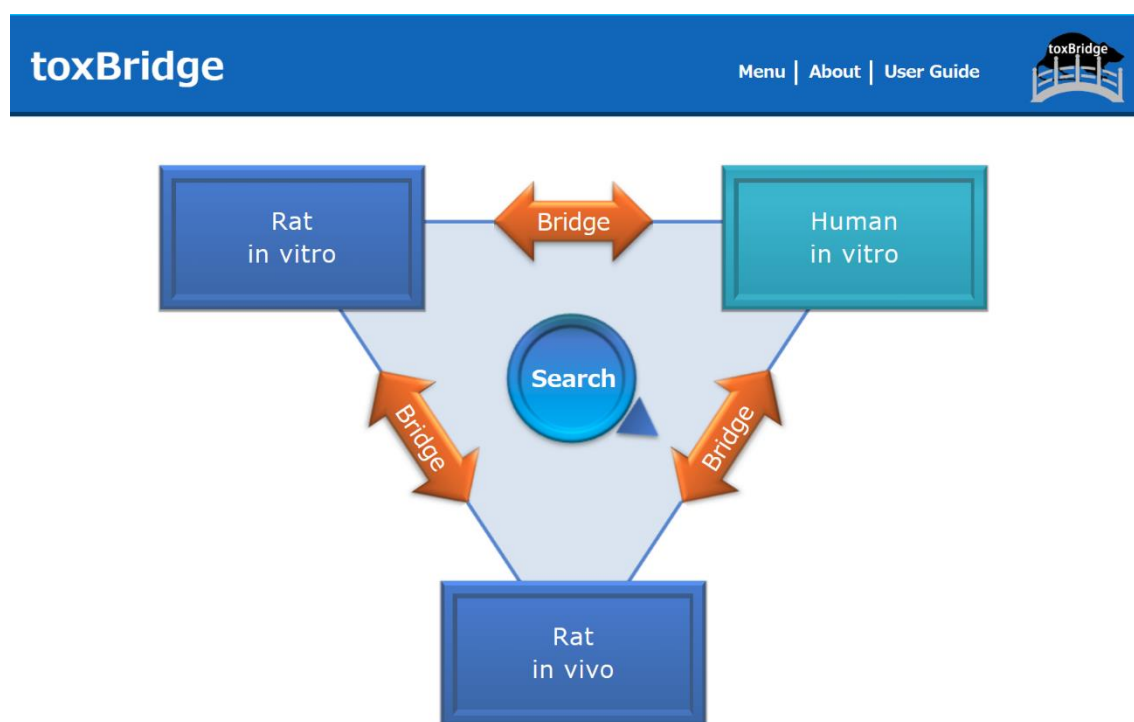 toxBridge
Menu | About | User Guide
toxBridge
Rat
in vitro
Bridge
Human
in vitro
Search
Bridge
Bridge
Rat
in vivo